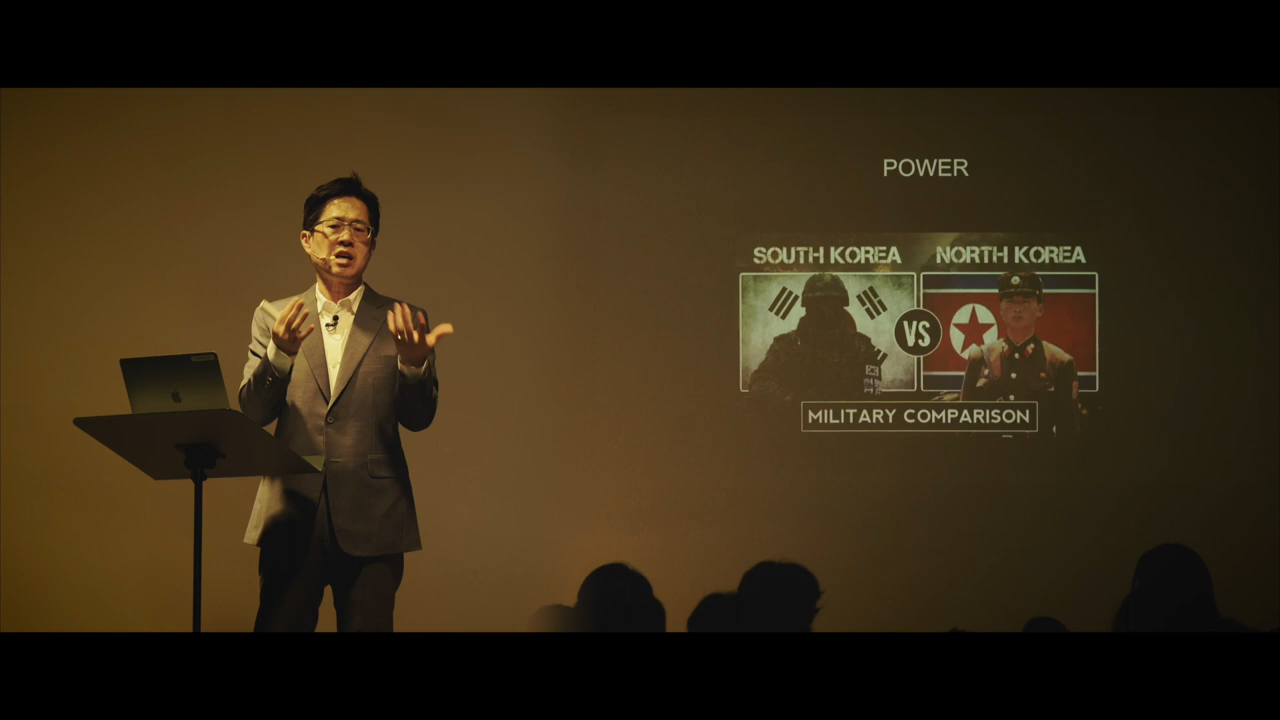 POWER
SOUTH KOREA
NORTH KOREA
VS
MILITARY COMPARISON